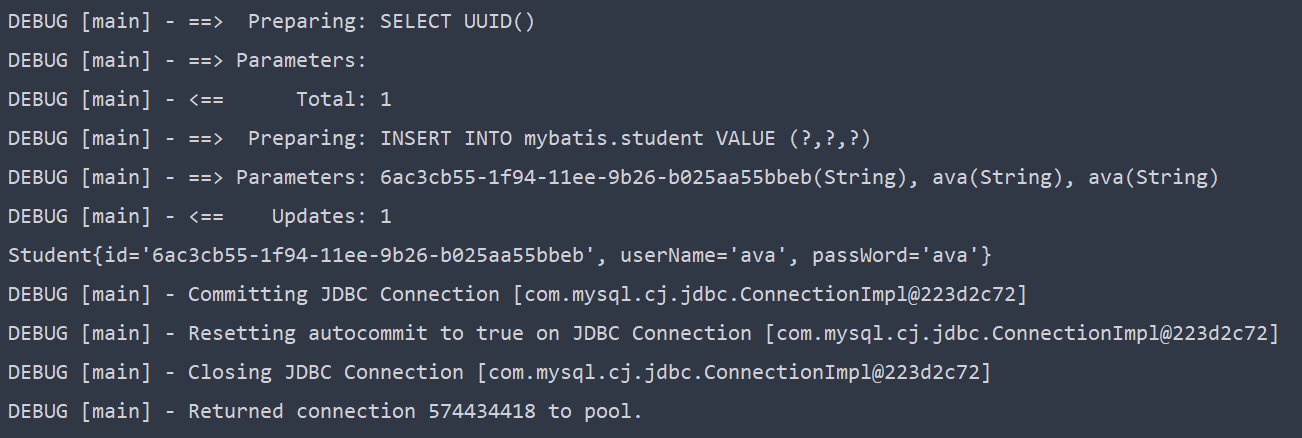 DEBUG [main] - ==>  Preparing: SELECT UUID()
DEBUG [main] - ==> Parameters:
DEBUG [main] - <==      Total: 1
DEBUG [main] - ==>  Preparing: INSERT INTO mybatis.student VALUE (?,?,?)
DEBUG [main] - ==> Parameters: 6ac3cb55-1f94-11ee-9b26-b025aa55bbeb(String), ava(String), ava(String)
DEBUG [main] - <==    Updates: 1
Student{id='6ac3cb55-1f94-11ee-9b26-b025aa55bbeb', userName='ava', passWord='ava'}
DEBUG [main] - Committing JDBC Connection [com.mysql.cj.jdbc.ConnectionImpl@223d2c72]
DEBUG [main] - Resetting autocommit to true on JDBC Connection [com.mysql.cj.jdbc.ConnectionImpl@223d2c72]
DEBUG [main] - Closing JDBC Connection [com.mysql.cj.jdbc.ConnectionImpl@223d2c72]
DEBUG [main] - Returned connection 574434418 to pool.